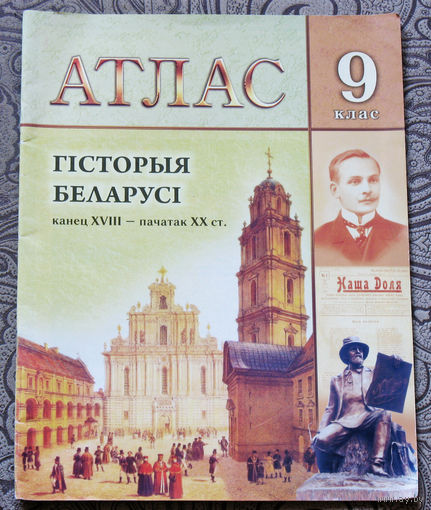 АТЛАС
9
клас
ГІСТОРЫЯ
БЕЛАРУСІ
канец XVIII – пачатак XX ст.
Наша Доля